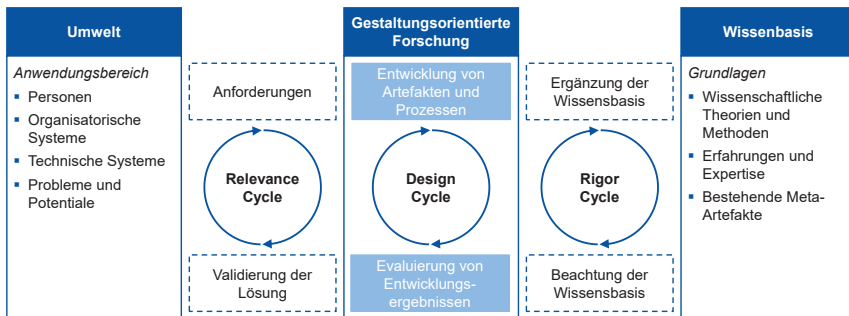 Umwelt
Anwendungsbereich
Personen
Organisatorische
Systeme
Technische Systeme
Probleme und
Potentiale
Anforderungen
Relevance
Cycle
Validierung der
Lösung
Gestaltungsorientierte
Forschung
Entwicklung von
Artefakten und
Prozessen
Design
Cycle
Evaluierung von
Entwicklungs-
ergebnissen
Ergänzung der
Wissensbasis
Rigor
Cycle
Beachtung der
Wissensbasis
Wissenbasis
Grundlagen
Wissenschaftliche
Theorien und
Methoden
Erfahrungen und
Expertise
Bestehende Meta-
Artefakte